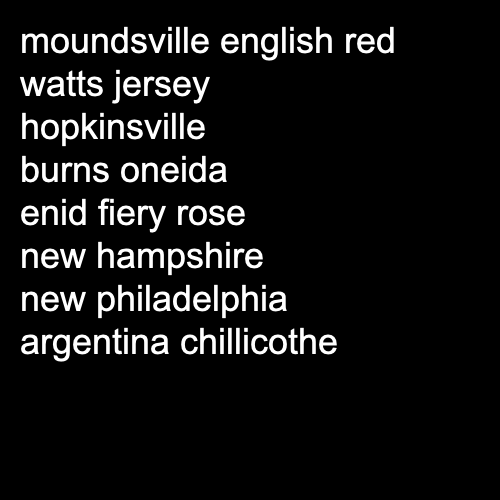 moundsville english red
watts jersey
hopkinsville
burns oneida
enid fiery rose
new hampshire
new philadelphia
argentina chillicothe